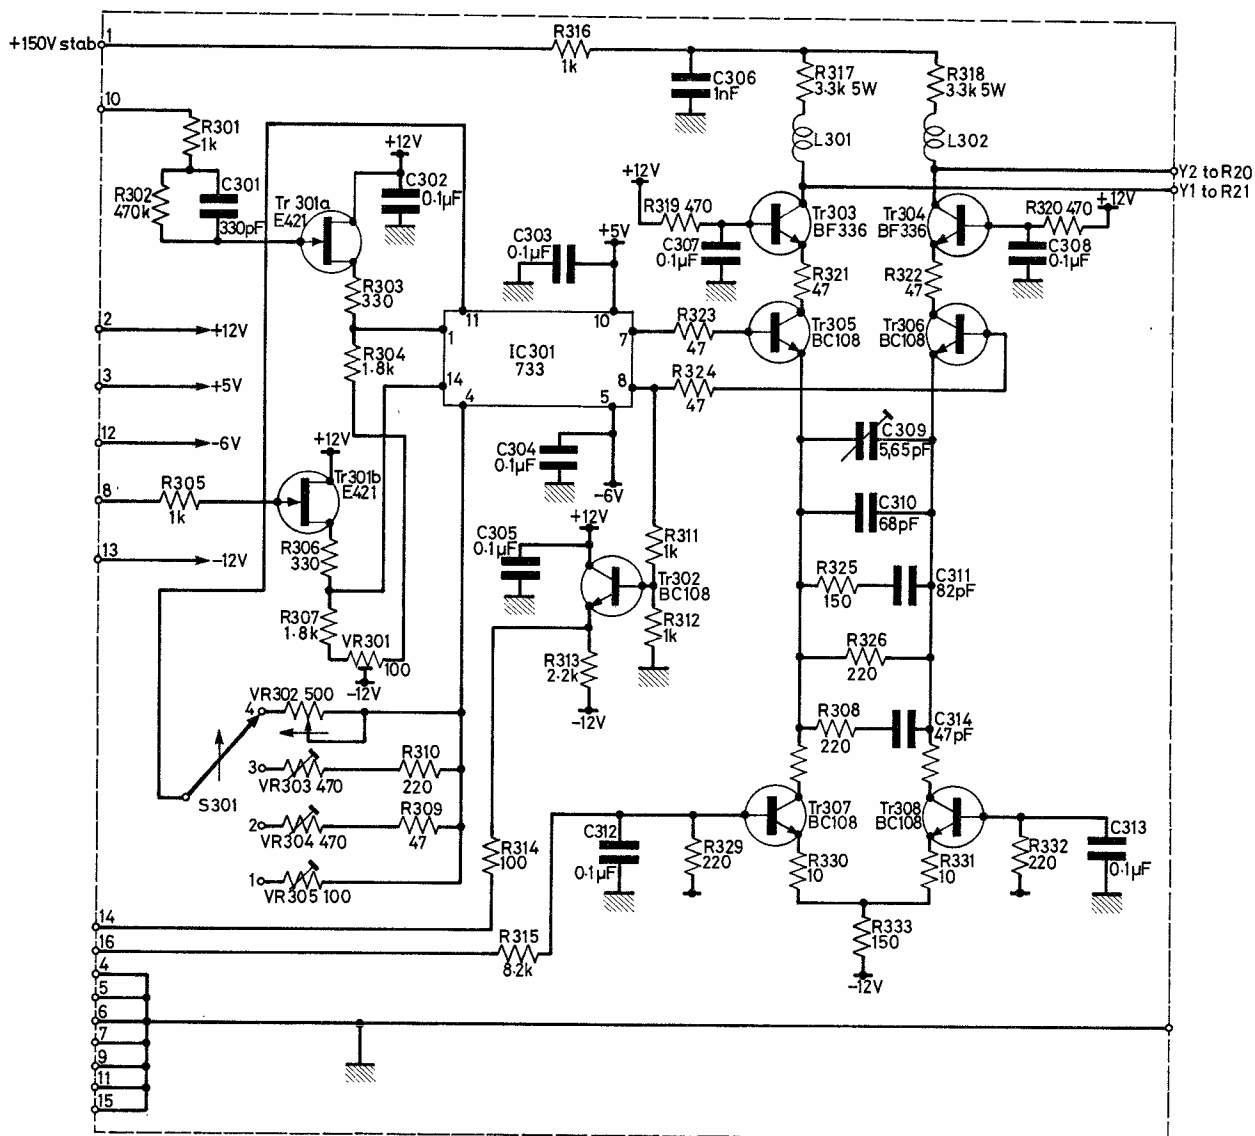 +150V stab
1
R316
1k
C306
1nF
R317
3.3k 5W
R318
3.3k 5W
L301
L302
10
R301
1k
R302
470k
C301
330pF
Tr 301a
E421
+12V
C302
0·1µF
Y2 to R20
Y1 to R21
+12V
R319 470
C307
0·1µF
Tr303
BF336
Tr304
BF336
R320 470
+12V
C308
0·1µF
C303
0·1µF
+5V
R303
330
R321
47
R322
47
2
+12V
3
+5V
12
-6V
8
R305
1k
13
-12V
R304
1·8k
1
11
10
7
14
4
8
5
IC301
733
R323
47
R324
47
Tr305
BC108
Tr306
BC108
C304
0·1µF
-6V
C309
5,65pF
C310
68pF
+12V
Tr301b
E421
R306
330
R307
1·8k
VR301
100
-12V
C305
0·1µF
+12V
R311
1k
Tr302
BC108
R312
1k
R313
2·2k
-12V
R325
150
C311
82pF
R326
220
R308
220
C314
47pF
VR302 500
4
3
VR303 470
R310
220
S301
2
VR304 470
R309
47
1
VR305 100
R314
100
C312
0·1µF
R329
220
Tr307
BC108
Tr308
BC108
R330
10
R331
10
R332
220
C313
0·1µF
R333
150
-12V
14
16
R315
8·2k
4
5
6
7
9
11
15